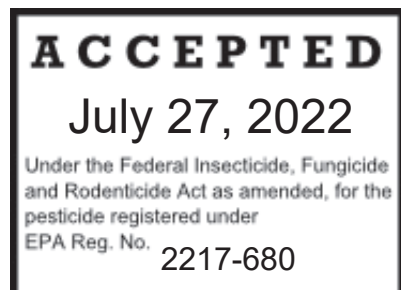 ACCEPTED
July 27, 2022
Under the Federal Insecticide, Fungicide
and Rodenticide Act as amended, for the
pesticide registered under
EPA Reg. No. 2217-680